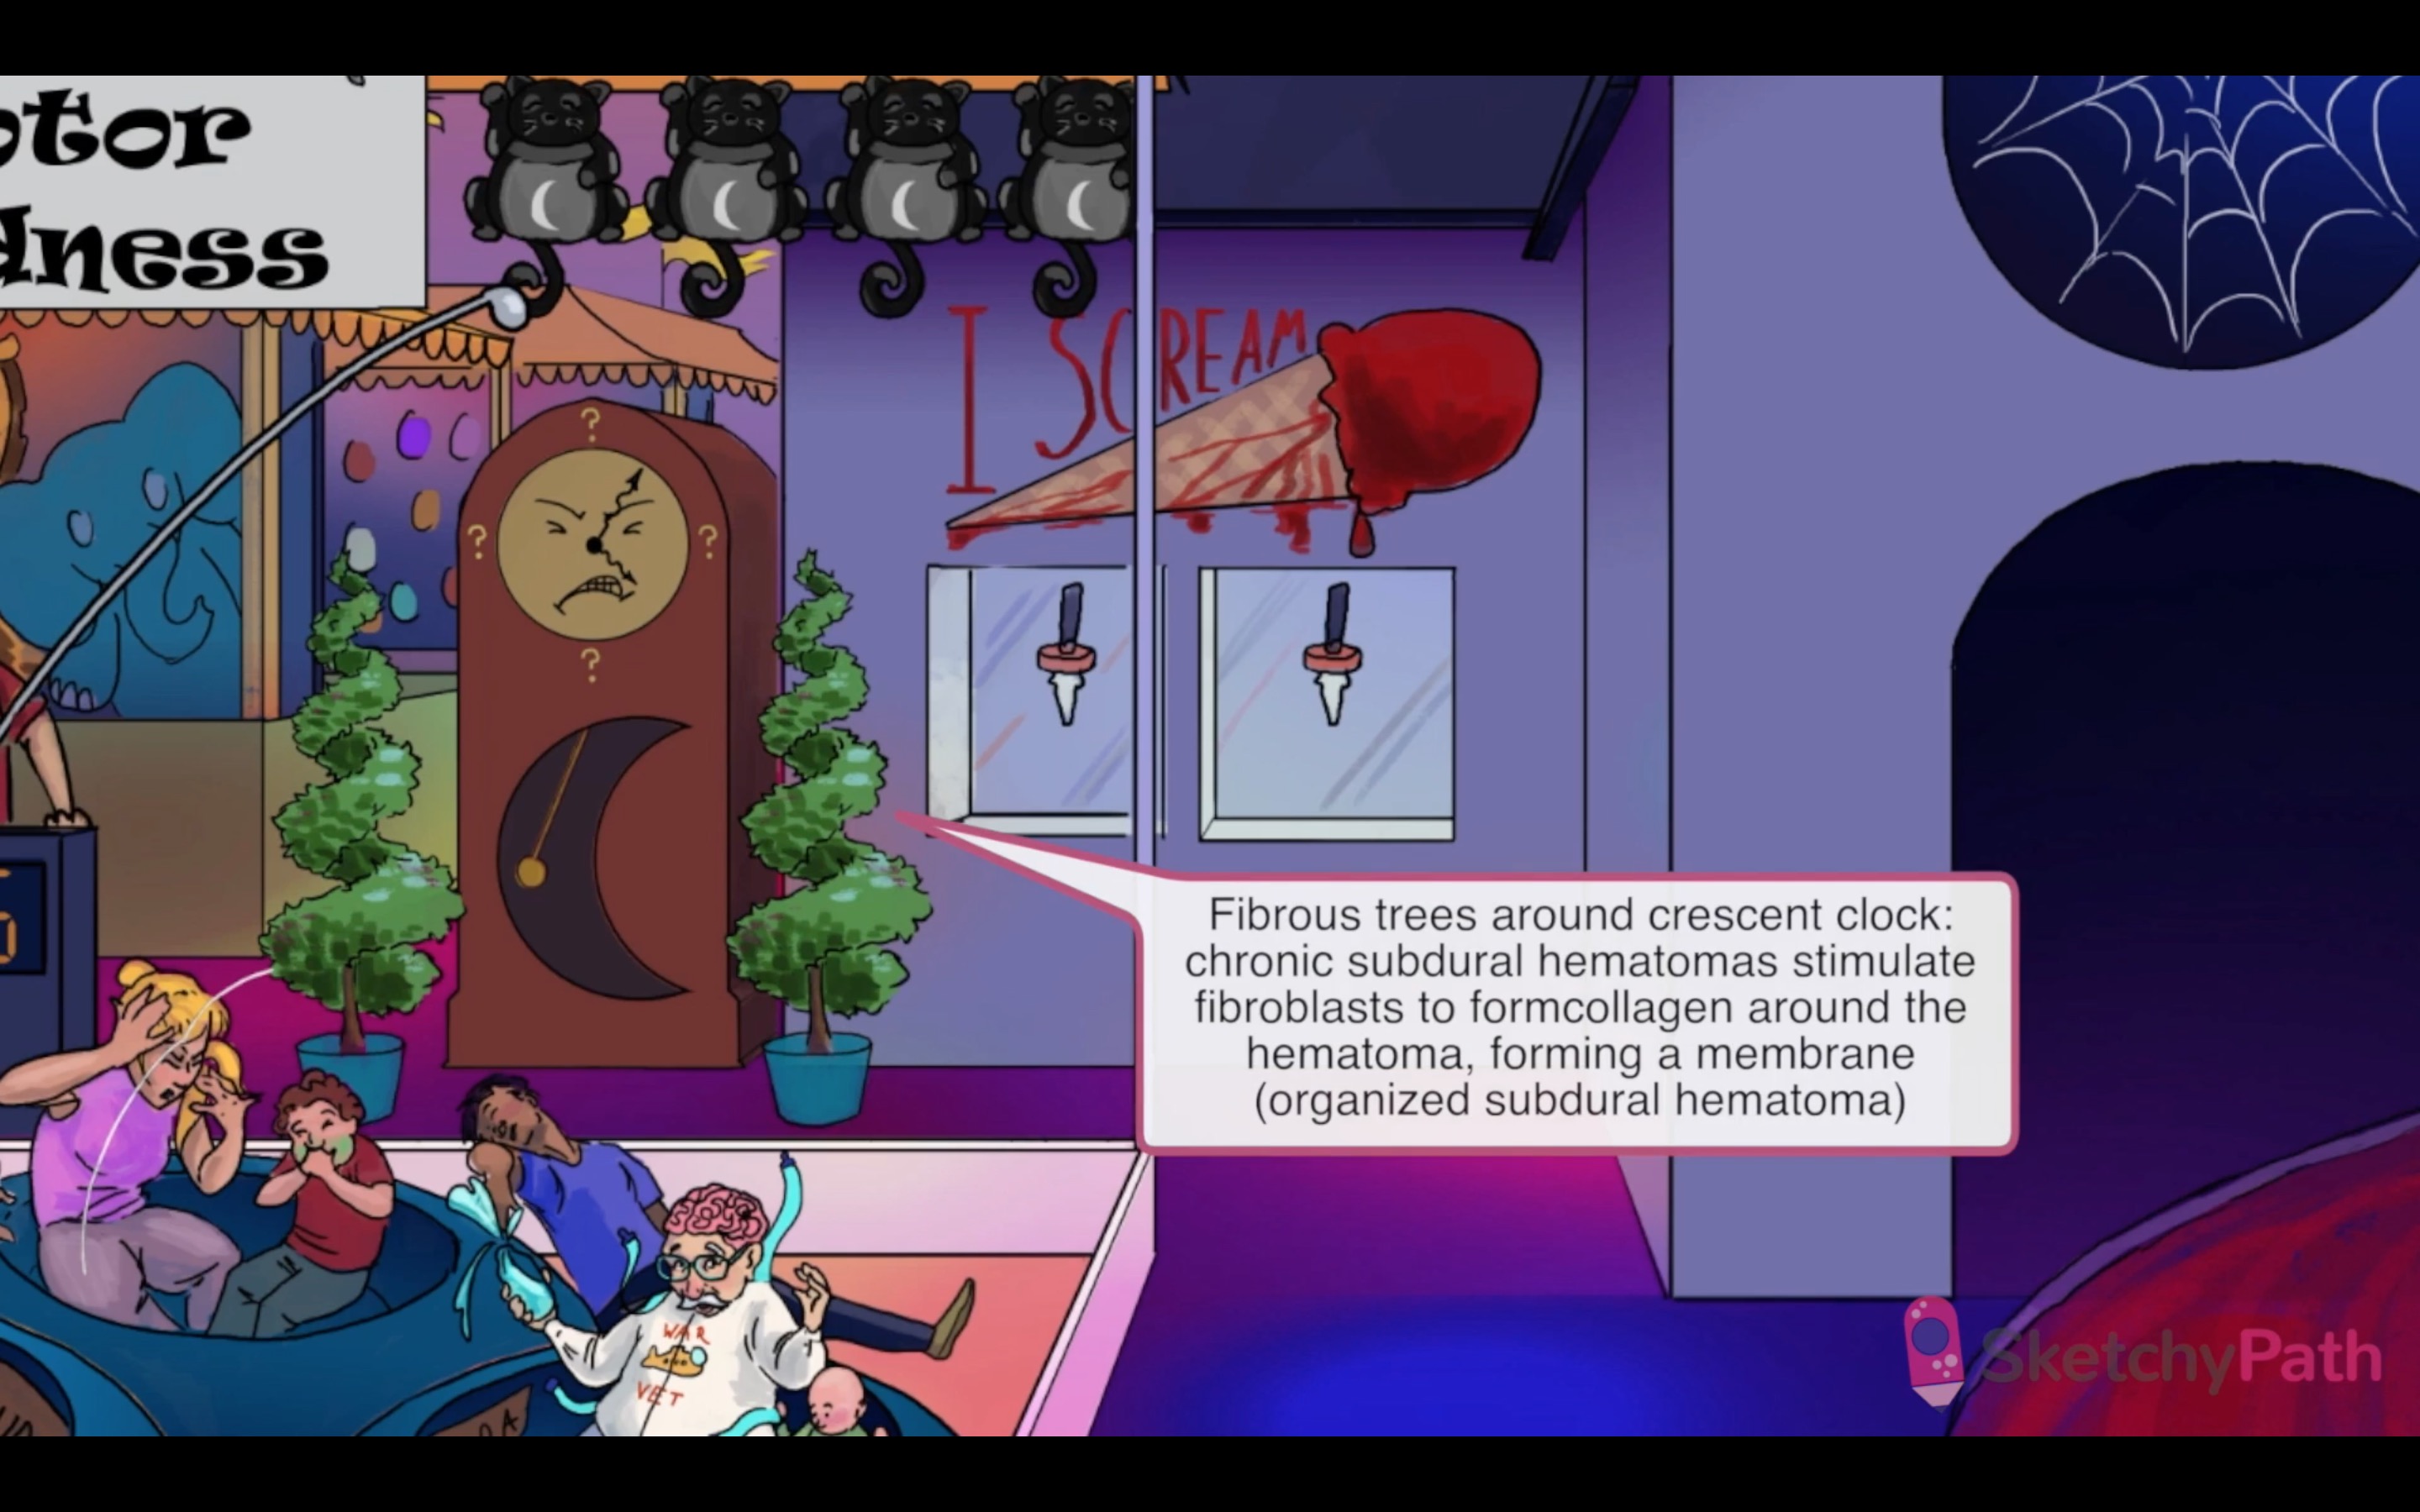 otor
dness
I SCREAM
?
? ?
?
Fibrous trees around crescent clock:
chronic subdural hematomas stimulate
fibroblasts to formcollagen around the
hematoma, forming a membrane
(organized subdural hematoma)
WAR
VET
SketchyPath